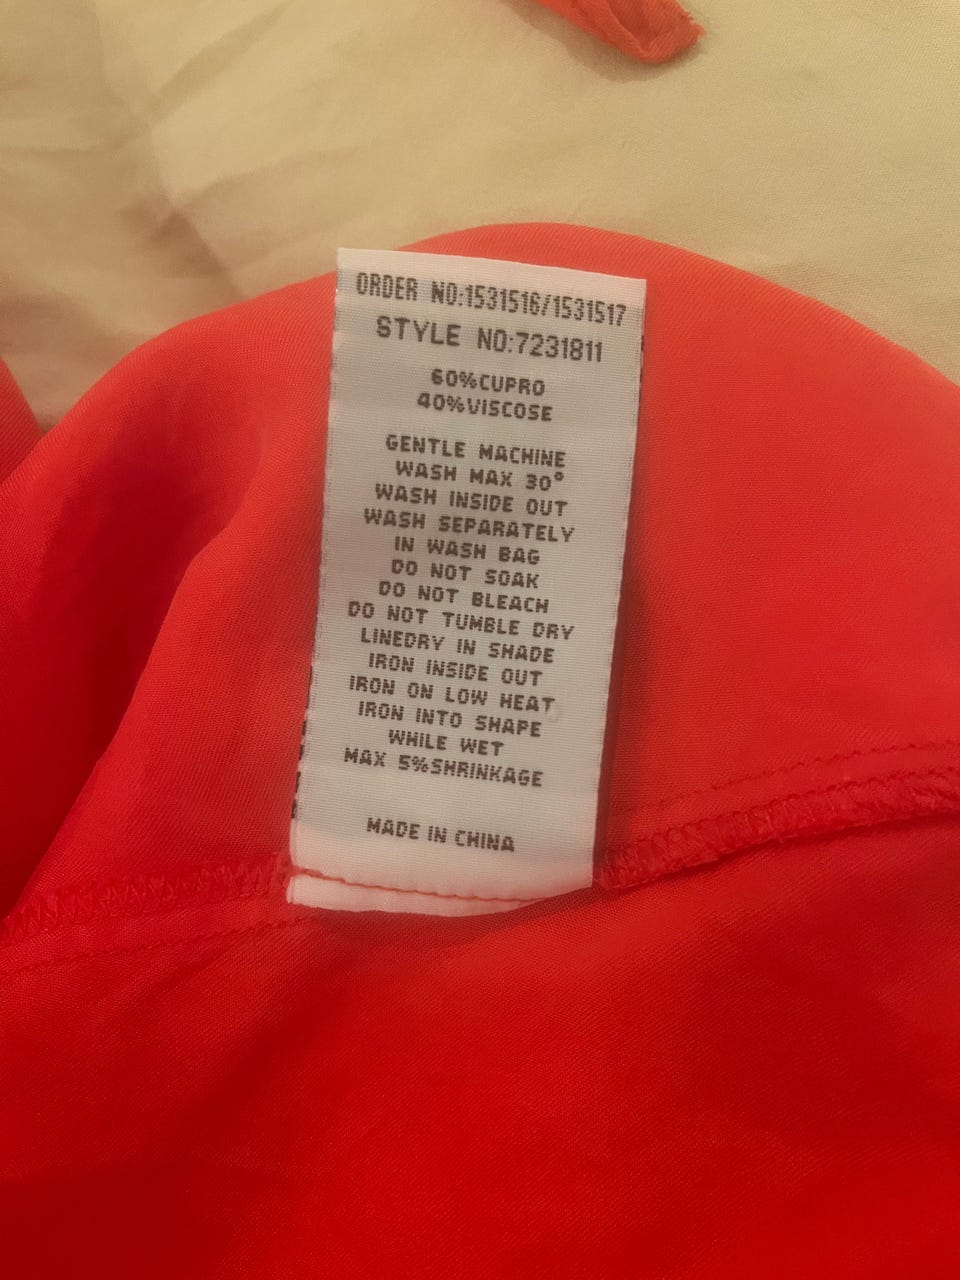 ORDER NO:1531516/1531517
STYLE NO:7231811
60%CUPRO
40%VISCOSE
GENTLE MACHINE
WASH MAX 30°
WASH INSIDE OUT
WASH SEPARATELY
IN WASH BAG
DO NOT SOAK
DO NOT BLEACH
DO NOT TUMBLE DRY
LINEDRY IN SHADE
IRON INSIDE OUT
IRON ON LOW HEAT
IRON INTO SHAPE
WHILE WET
MAX 5%SHRINKAGE
MADE IN CHINA